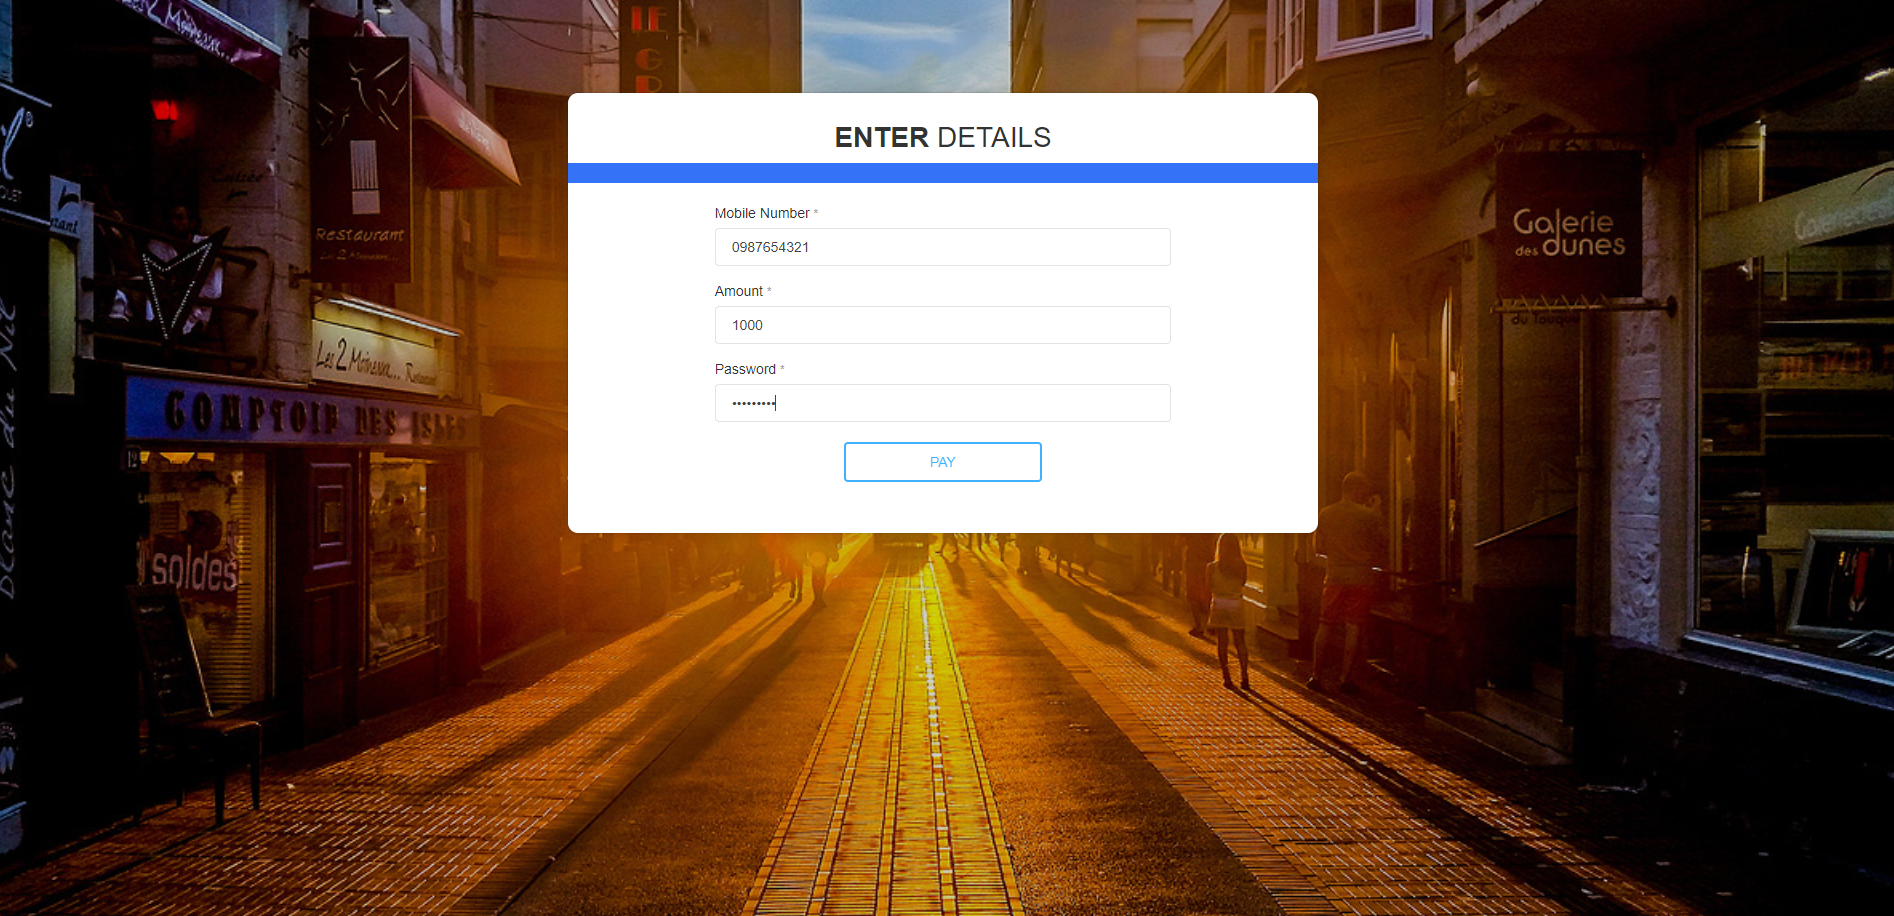 ENTER DETAILS
Mobile Number *
0987654321
Amount *
1000
Password *
•••••••••
PAY
Restaurant
Les 2 Moineaux... Restaurant
COMPTOIR DES ISLES
12
soldes
Galerie
des dunes
du Touquet